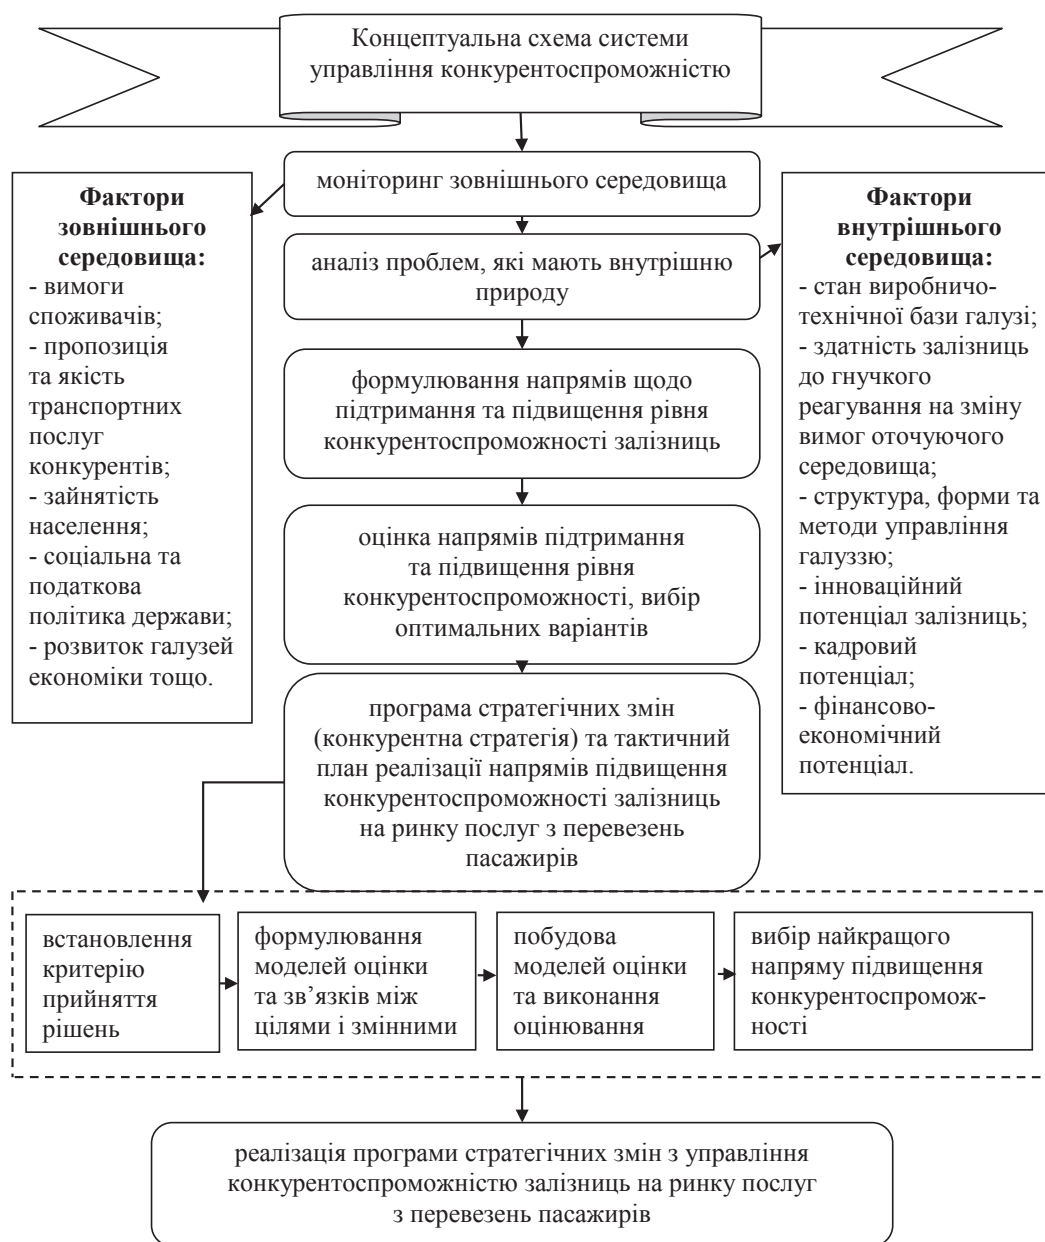 Концептуальна схема системи
управління конкурентоспроможністю
моніторинг зовнішнього середовища
Фактори
зовнішнього
середовища:
- вимоги
споживачів;
- пропозиція
та якість
транспортних
послуг
конкурентів;
- зайнятість
населення;
- соціальна та
податкова
політика держави;
- розвиток галузей
економіки тощо.
аналіз проблем, які мають внутрішню
природу
Фактори
внутрішнього
середовища:
- стан виробничо-
технічної бази галузі;
- здатність залізниць
до гнучкого
реагування на зміну
вимог оточуючого
середовища;
- структура, форми та
методи управління
галуззю;
- інноваційний
потенціал залізниць;
- кадровий
потенціал;
- фінансово-
економічний
потенціал.
формулювання напрямів щодо
підтримання та підвищення рівня
конкурентоспроможності залізниць
оцінка напрямів підтримання
та підвищення рівня
конкурентоспроможності, вибір
оптимальних варіантів
програма стратегічних змін
(конкурентна стратегія) та тактичний
план реалізації напрямів підвищення
конкурентоспроможності залізниць
на ринку послуг з перевезень
пасажирів
встановлення
критерію
прийняття
рішень
формулювання
моделей оцінки
та зв’язків між
цілями і змінними
побудова
моделей оцінки
та виконання
оцінювання
вибір найкращого
напряму підвищення
конкурентоспромож-
ності
реалізація програми стратегічних змін з управління
конкурентоспроможністю залізниць на ринку послуг
з перевезень пасажирів